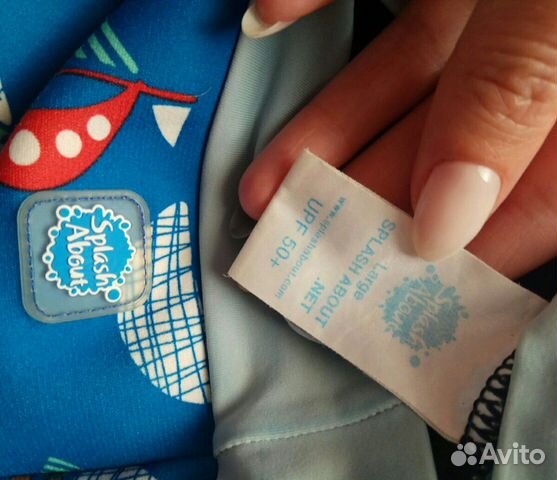 Splash
About
Splash
About
Large
SPLASH ABOUT
.NET
UPF 50+
www.splashabout.com
Avito